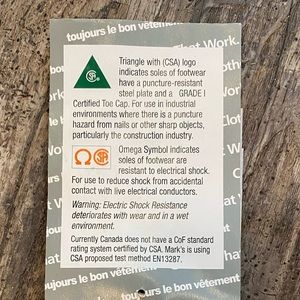 toujours le bon vêtement
That Work.
Triangle with (CSA) logo
indicates soles of footwear
have a puncture-resistant
steel plate and a GRADE I
Certified Toe Cap. For use in industrial
environments where there is a puncture
hazard from nails or other sharp objects,
particularly the construction industry.
Omega Symbol indicates
soles of footwear are
resistant to electrical shock.
For use to reduce shock from accidental
contact with live electrical conductors.
Warning: Electric Shock Resistance
deteriorates with wear and in a wet
environment.
Currently Canada does not have a CoF standard
rating system certified by CSA. Mark's is using
CSA proposed test method EN13287.
toujours le bon vêtement